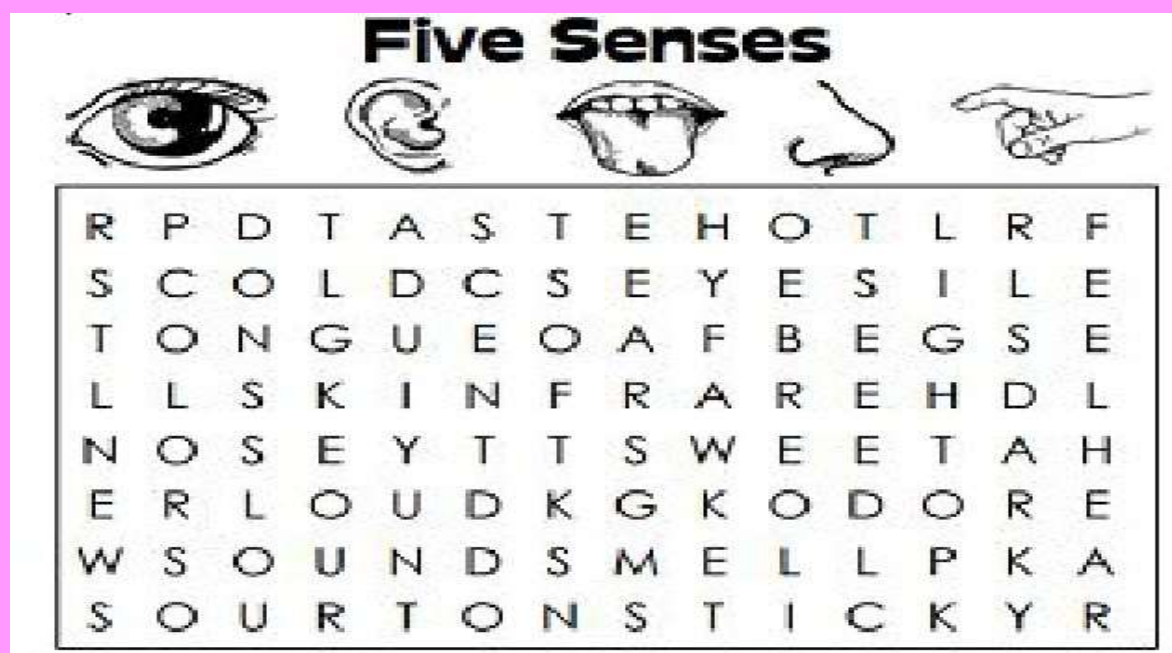 Five Senses
R P D T A S T E H O T L R F
S C O L D C S E Y E S I L E
T O N G U E O A F B E G S E
L L S K I N F R A R E H D L
N O S E Y T T S W E E T A H
E R L O U D K G K O D O R E
W S O U N D S M E L L P K A
S O U R T O N S T I C K Y R